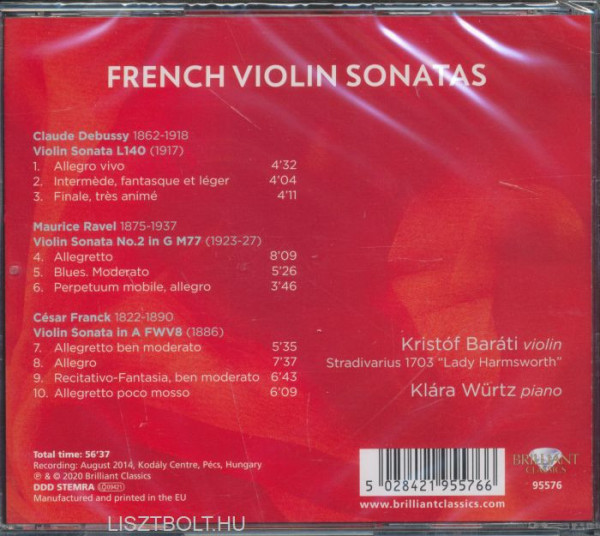 FRENCH VIOLIN SONATAS
Claude Debussy 1862-1918
Violin Sonata L140 (1917)
1. Allegro vivo 4'32
2. Intermède, fantasque et léger 4'04
3. Finale, très animé 4'11
Maurice Ravel 1875-1937
Violin Sonata No.2 in G M77 (1923-27)
4. Allegretto 8'09
5. Blues. Moderato 5'26
6. Perpetuum mobile, allegro 3'46
César Franck 1822-1890
Violin Sonata in A FWV8 (1886)
7. Allegretto ben moderato 5'35
8. Allegro 7'37
9. Recitativo-Fantasia, ben moderato 6'43
10. Allegretto poco mosso 6'09
Kristóf Baráti violin
Stradivarius 1703 "Lady Harmsworth"
Klára Würtz piano
Total time: 56'37
Recording: August 2014, Kodály Centre, Pécs, Hungary
℗ & © 2020 Brilliant Classics
DDD STEMRA LC 09421
Manufactured and printed in the EU
5 028421 955766
www.brilliantclassics.com
BRILLIANT
CLASSICS
95576
LISZTBOLT.HU